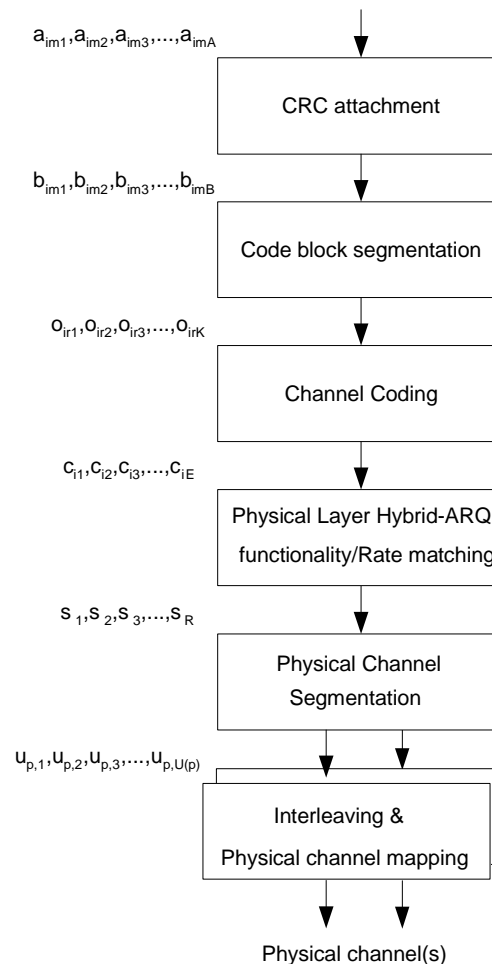 a_im1,a_im2,a_im3,...,a_imA
CRC attachment
b_im1,b_im2,b_im3,...,b_imB
Code block segmentation
o_ir1,o_ir2,o_ir3,...,o_irK
Channel Coding
c_i1,c_i2,c_i3,...,c_iE
Physical Layer Hybrid-ARQ
functionality/Rate matching
s_1,s_2,s_3,...,s_R
Physical Channel
Segmentation
u_p,1,u_p,2,u_p,3,...,u_p,U(p)
Interleaving &
Physical channel mapping
Physical channel(s)